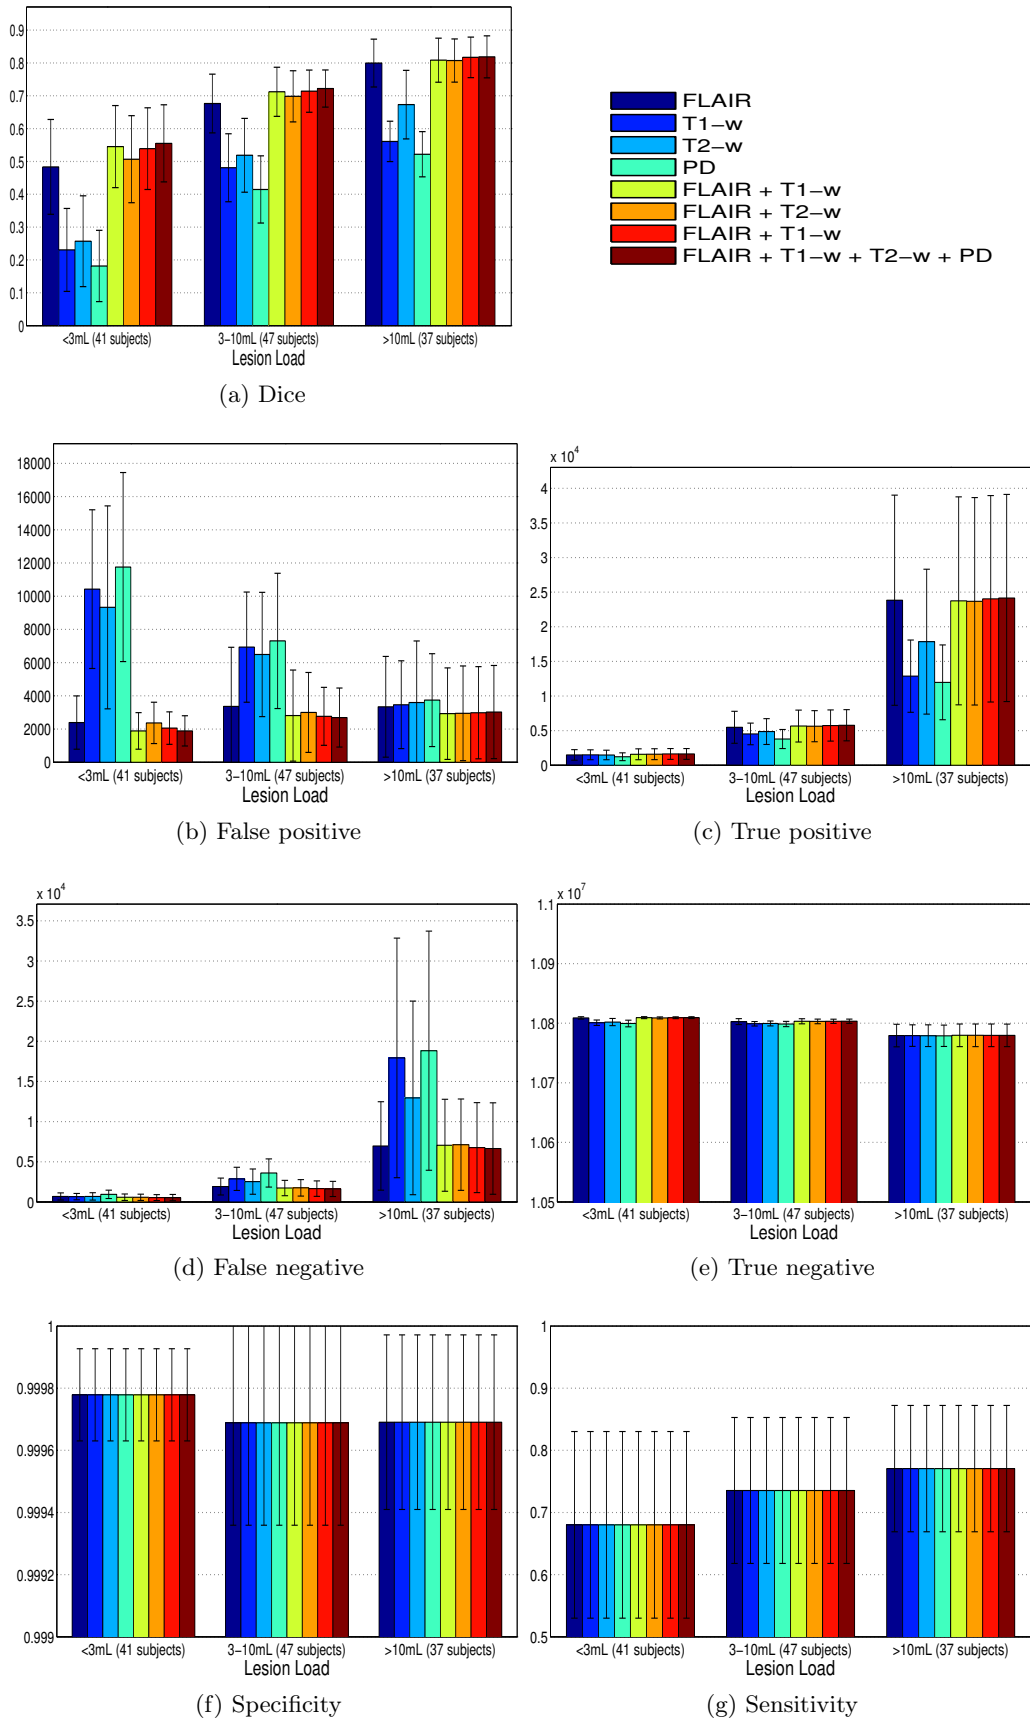 0.9
0.8
0.7
0.6
0.5
0.4
0.3
0.2
0.1
0
<3mL (41 subjects)
3−10mL (47 subjects)
>10mL (37 subjects)
Lesion Load
FLAIR
T1−w
T2−w
PD
FLAIR + T1−w
FLAIR + T2−w
FLAIR + T1−w
FLAIR + T1−w + T2−w + PD
(a) Dice
18000
16000
14000
12000
10000
8000
6000
4000
2000
0
<3mL (41 subjects)
3−10mL (47 subjects)
>10mL (37 subjects)
Lesion Load
(b) False positive
x 10^4
4
3.5
3
2.5
2
1.5
1
0.5
0
<3mL (41 subjects)
3−10mL (47 subjects)
>10mL (37 subjects)
Lesion Load
(c) True positive
x 10^4
3.5
3
2.5
2
1.5
1
0.5
0
<3mL (41 subjects)
3−10mL (47 subjects)
>10mL (37 subjects)
Lesion Load
(d) False negative
x 10^7
1.1
1.09
1.08
1.07
1.06
1.05
<3mL (41 subjects)
3−10mL (47 subjects)
>10mL (37 subjects)
Lesion Load
(e) True negative
1
0.9998
0.9996
0.9994
0.9992
0.999
<3mL (41 subjects)
3−10mL (47 subjects)
>10mL (37 subjects)
Lesion Load
(f) Specificity
1
0.9
0.8
0.7
0.6
0.5
<3mL (41 subjects)
3−10mL (47 subjects)
>10mL (37 subjects)
Lesion Load
(g) Sensitivity